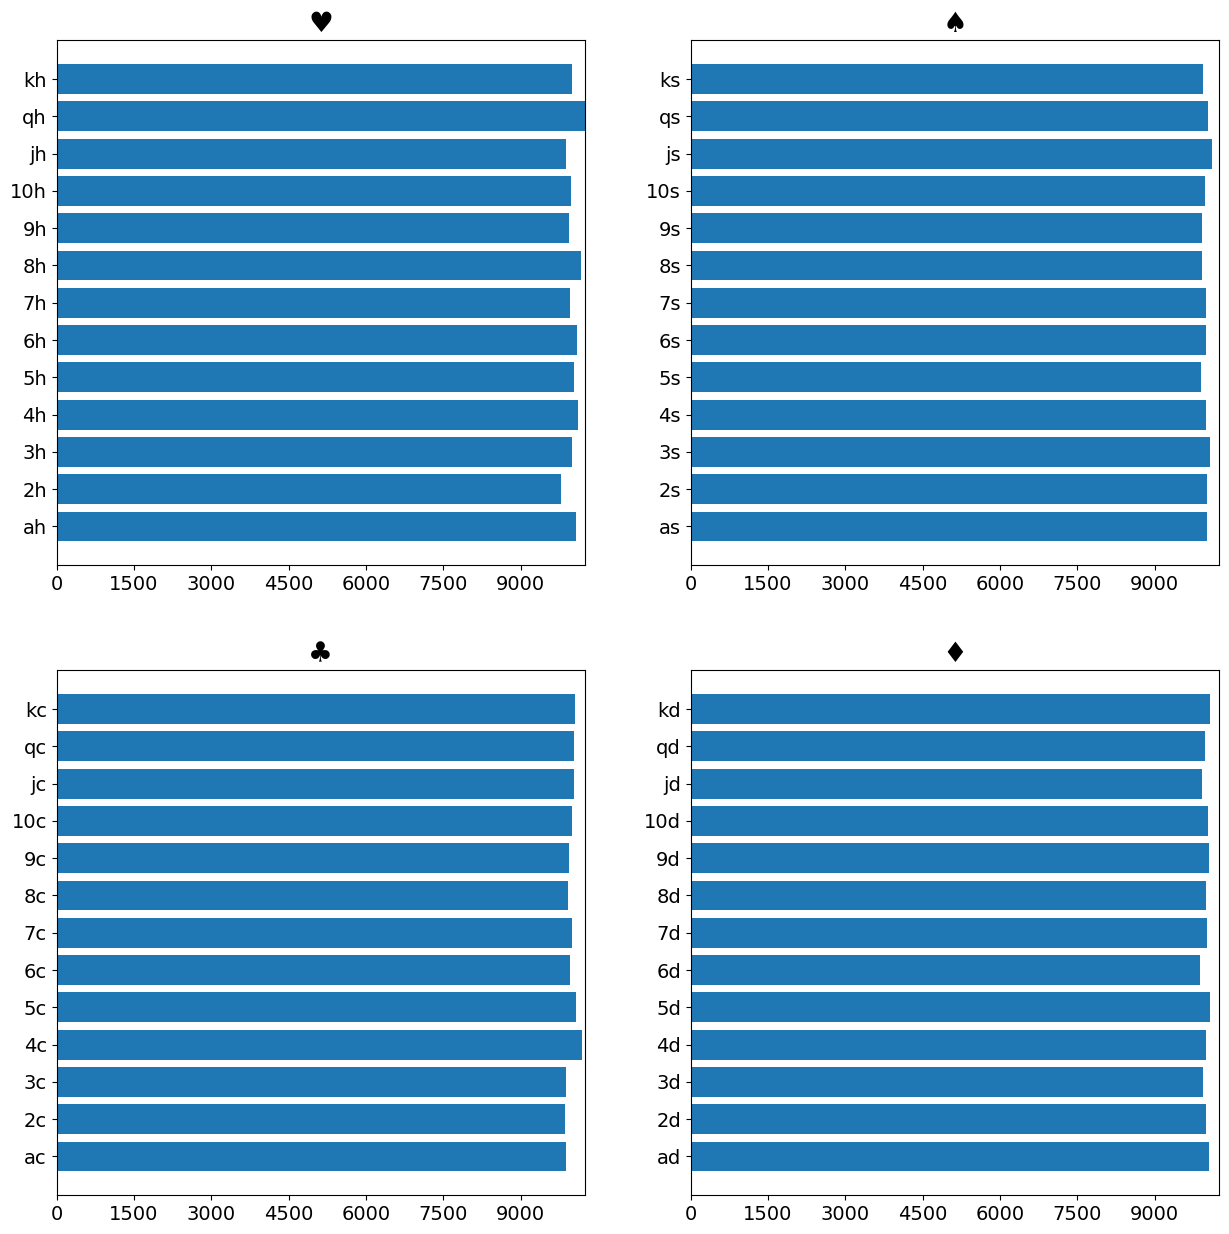 ♥
kh
qh
jh
10h
9h
8h
7h
6h
5h
4h
3h
2h
ah
0 1500 3000 4500 6000 7500 9000
♠
ks
qs
js
10s
9s
8s
7s
6s
5s
4s
3s
2s
as
0 1500 3000 4500 6000 7500 9000
♣
kc
qc
jc
10c
9c
8c
7c
6c
5c
4c
3c
2c
ac
0 1500 3000 4500 6000 7500 9000
♦
kd
qd
jd
10d
9d
8d
7d
6d
5d
4d
3d
2d
ad
0 1500 3000 4500 6000 7500 9000